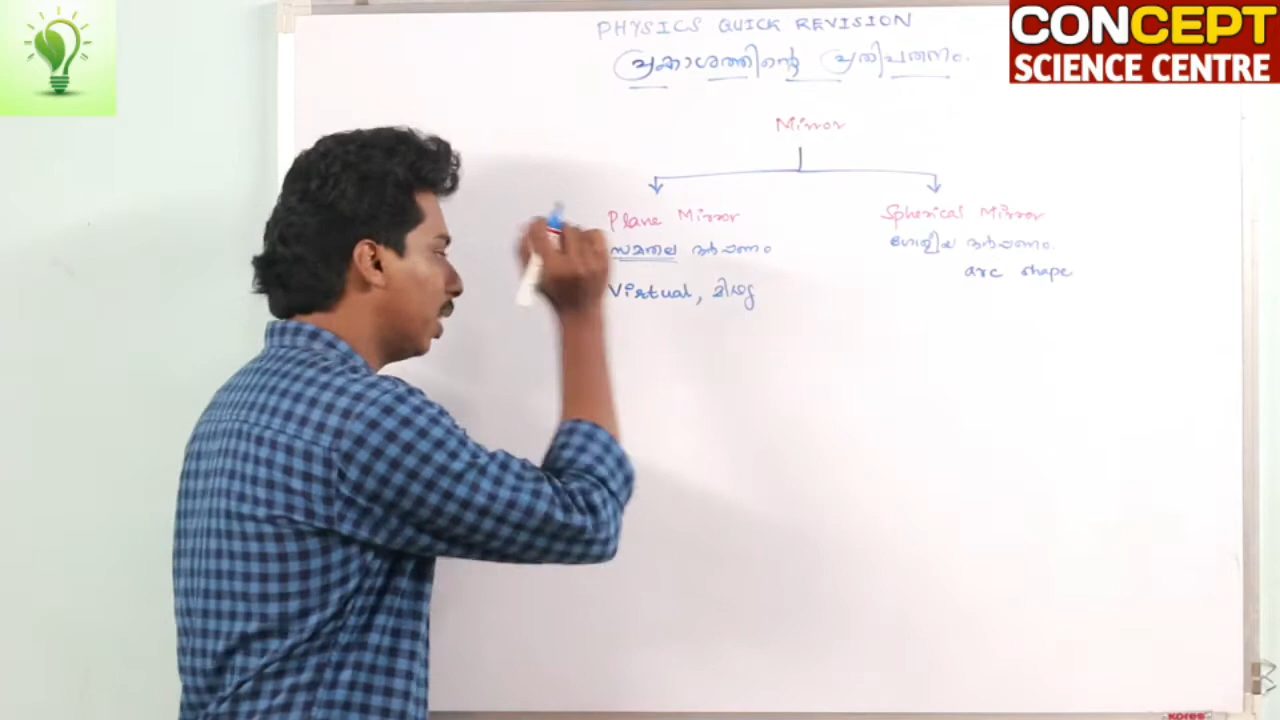 CONCEPT
SCIENCE CENTRE
PHYSICS QUICK REVISION
പ്രകാശത്തിന്റെ പ്രതിപതനം.
Mirror
Plane Mirror
Spherical Mirror
സമതല ദർപ്പണം
ഗോളീയ ദർപ്പണം.
arc shape
Virtual, മിഥ്യ
KORES